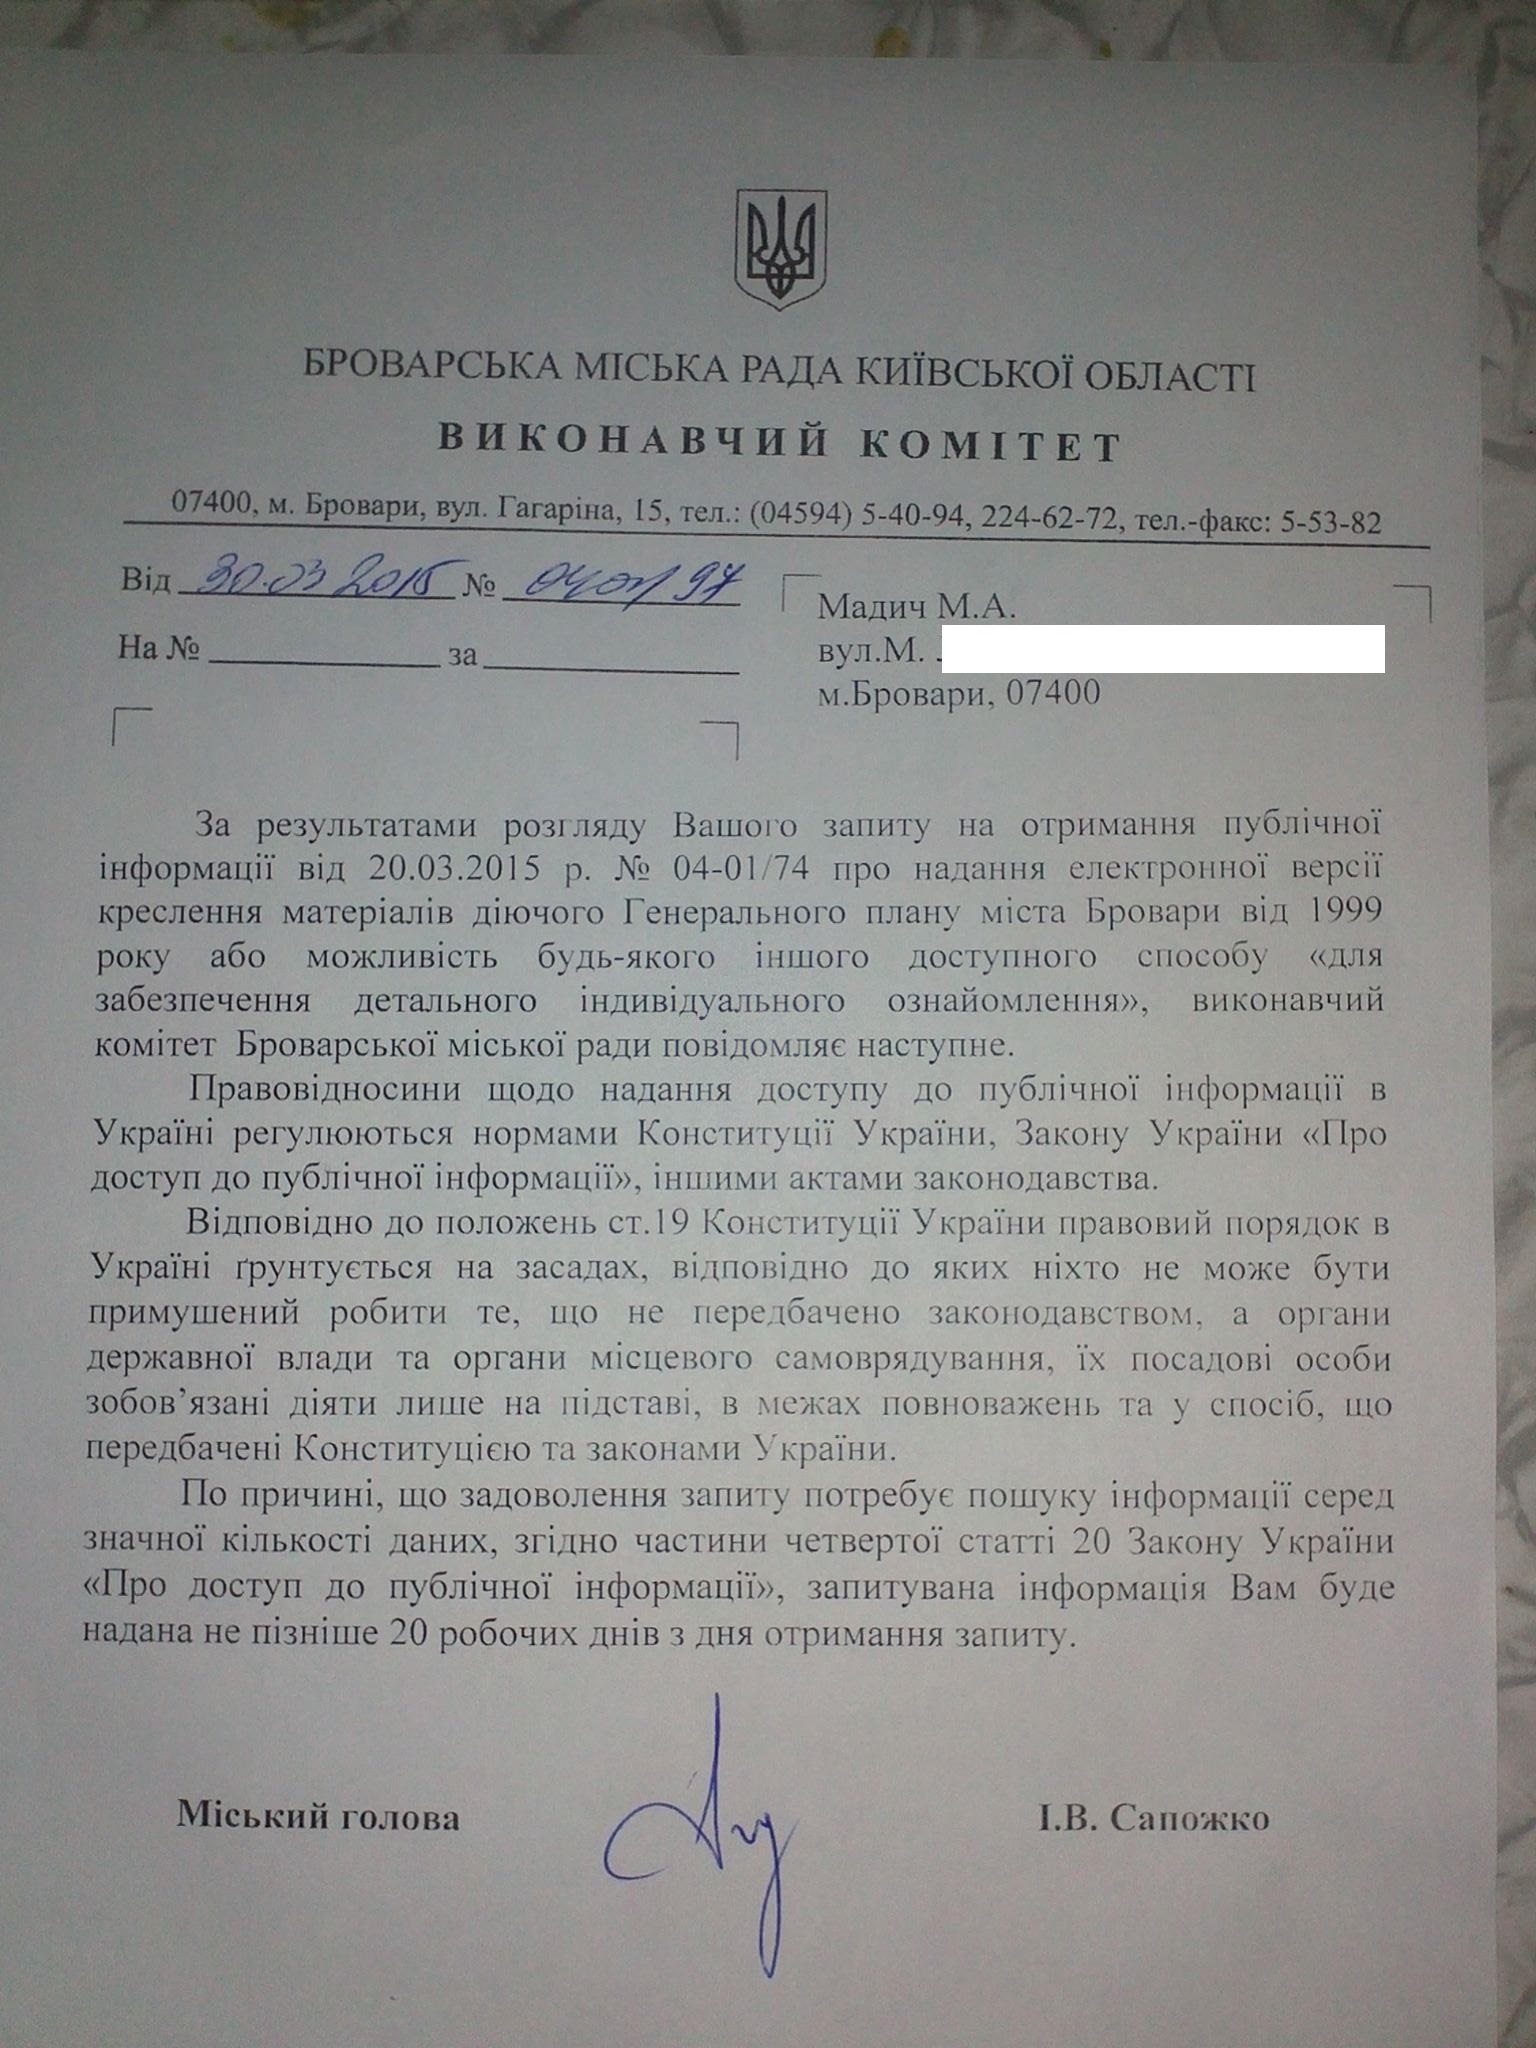 БРОВАРСЬКА МІСЬКА РАДА КИЇВСЬКОЇ ОБЛАСТІ
ВИКОНАВЧИЙ КОМІТЕТ
07400, м. Бровари, вул. Гагаріна, 15, тел.: (04594) 5-40-94, 224-62-72, тел.-факс: 5-53-82
Від 30.03 2015 № 04-01/97
На № за
Мадич М.А.
вул.М.
м.Бровари, 07400
За результатами розгляду Вашого запиту на отримання публічної
інформації від 20.03.2015 р. № 04-01/74 про надання електронної версії
креслення матеріалів діючого Генерального плану міста Бровари від 1999
року або можливість будь-якого іншого доступного способу «для
забезпечення детального індивідуального ознайомлення», виконавчий
комітет Броварської міської ради повідомляє наступне.
Правовідносини щодо надання доступу до публічної інформації в
Україні регулюються нормами Конституції України, Закону України «Про
доступ до публічної інформації», іншими актами законодавства.
Відповідно до положень ст.19 Конституції України правовий порядок в
Україні ґрунтується на засадах, відповідно до яких ніхто не може бути
примушений робити те, що не передбачено законодавством, а органи
державної влади та органи місцевого самоврядування, їх посадові особи
зобов’язані діяти лише на підставі, в межах повноважень та у спосіб, що
передбачені Конституцією та законами України.
По причині, що задоволення запиту потребує пошуку інформації серед
значної кількості даних, згідно частини четвертої статті 20 Закону України
«Про доступ до публічної інформації», запитувана інформація Вам буде
надана не пізніше 20 робочих днів з дня отримання запиту.
Міський голова
І.В. Сапожко